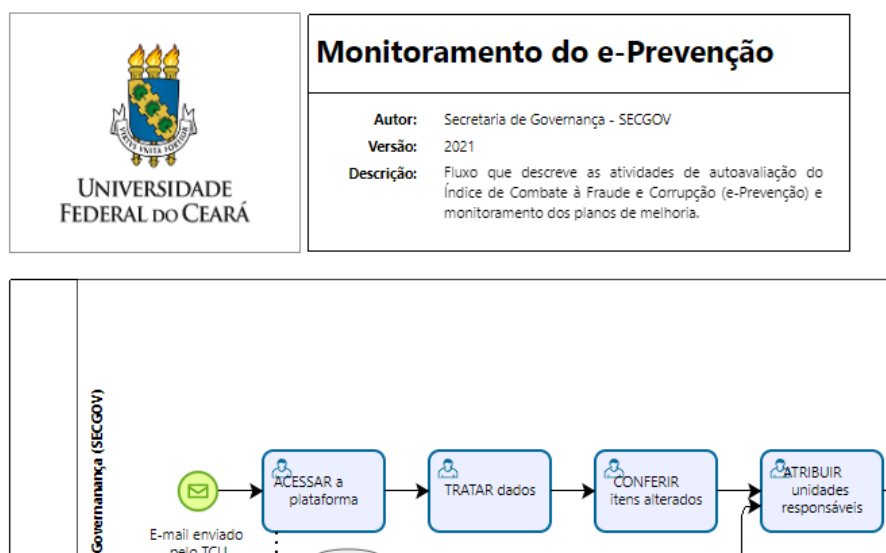 UNIVERSIDADE
FEDERAL DO CEARÁ
Monitoramento do e-Prevenção
Autor: Secretaria de Governança - SECGOV
Versão: 2021
Descrição: Fluxo que descreve as atividades de autoavaliação do
Índice de Combate à Fraude e Corrupção (e-Prevenção) e
monitoramento dos planos de melhoria.
Governanança (SECGOV)
E-mail enviado
pelo TCU
ACESSAR a
plataforma
TRATAR dados
CONFERIR
itens alterados
ATRIBUIR
unidades
responsáveis